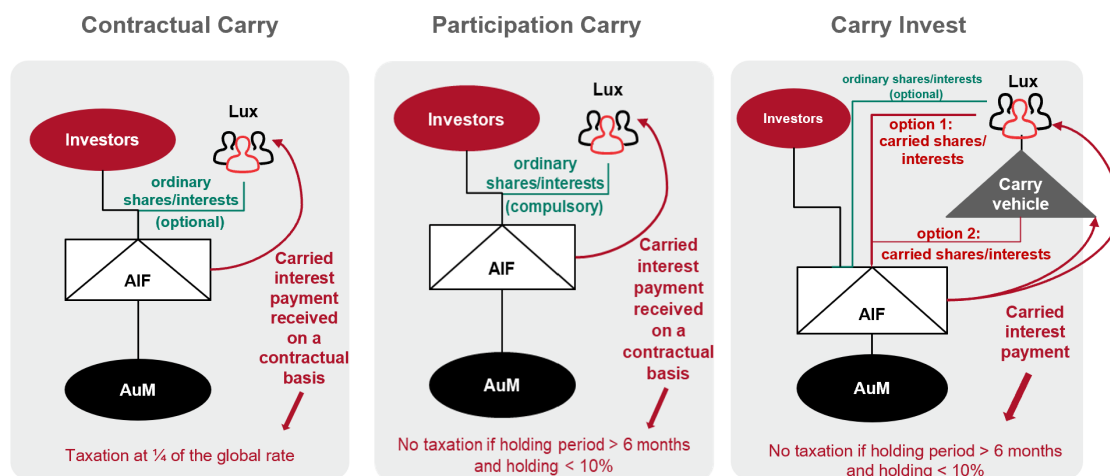 Contractual Carry
Investors
Lux
ordinary
shares/interests
(optional)
AIF
Carried
interest
payment
received
on a
contractual
basis
AuM
Taxation at ¼ of the global rate
Participation Carry
Investors
Lux
ordinary
shares/interests
(compulsory)
AIF
Carried
interest
payment
received
on a
contractual
basis
AuM
No taxation if holding period > 6 months
and holding < 10%
Carry Invest
ordinary shares/interests
(optional)
Lux
Investors
option 1:
carried shares/
interests
Carry
vehicle
option 2:
carried shares/interests
AIF
Carried
interest
payment
AuM
No taxation if holding period > 6 months
and holding < 10%